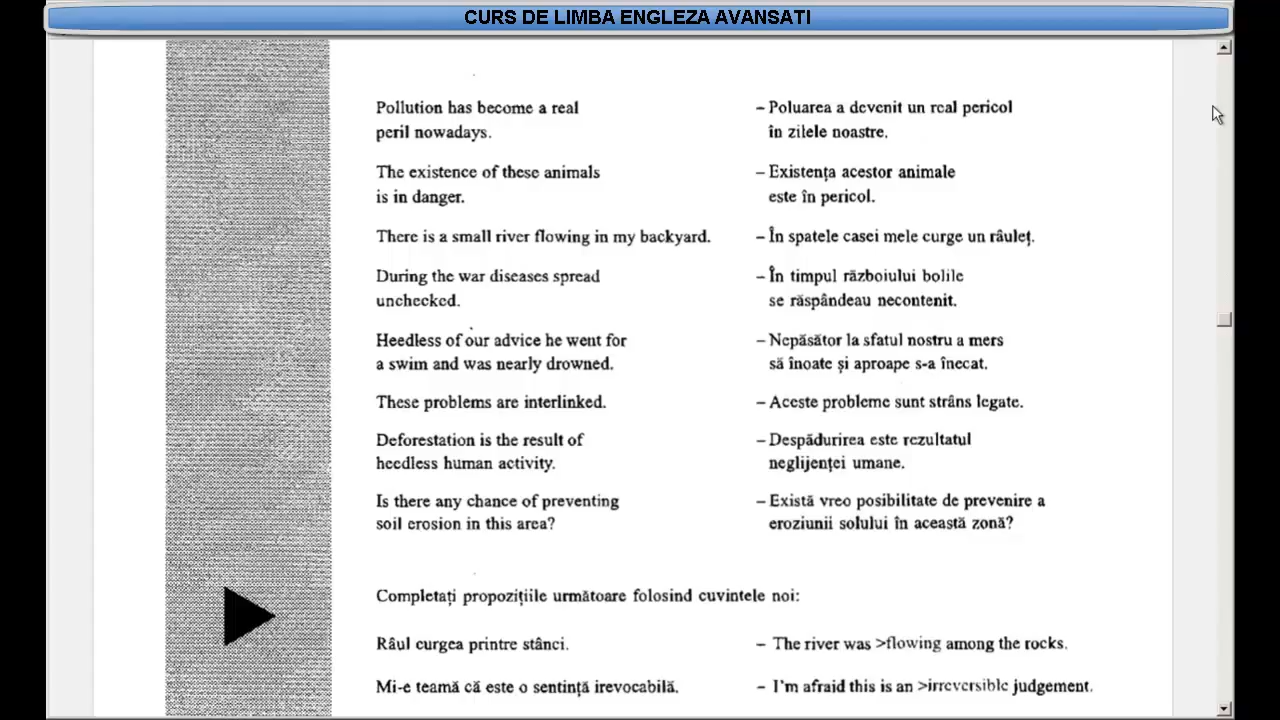 CURS DE LIMBA ENGLEZA AVANSATI
Pollution has become a real
peril nowadays.
– Poluarea a devenit un real pericol
în zilele noastre.
The existence of these animals
is in danger.
– Existența acestor animale
este în pericol.
There is a small river flowing in my backyard.
– În spatele casei mele curge un râuleț.
During the war diseases spread
unchecked.
– În timpul războiului bolile
se răspândeau necontenit.
Heedless of our advice he went for
a swim and was nearly drowned.
– Nepăsător la sfatul nostru a mers
să înoate și aproape s-a înecat.
These problems are interlinked.
– Aceste probleme sunt strâns legate.
Deforestation is the result of
heedless human activity.
– Despădurirea este rezultatul
neglijenței umane.
Is there any chance of preventing
soil erosion in this area?
– Există vreo posibilitate de prevenire a
eroziunii solului în această zonă?
Completați propozițiile următoare folosind cuvintele noi:
Râul curgea printre stânci.
– The river was >flowing among the rocks.
Mi-e teamă că este o sentință irevocabilă.
– I'm afraid this is an >irreversible judgement.